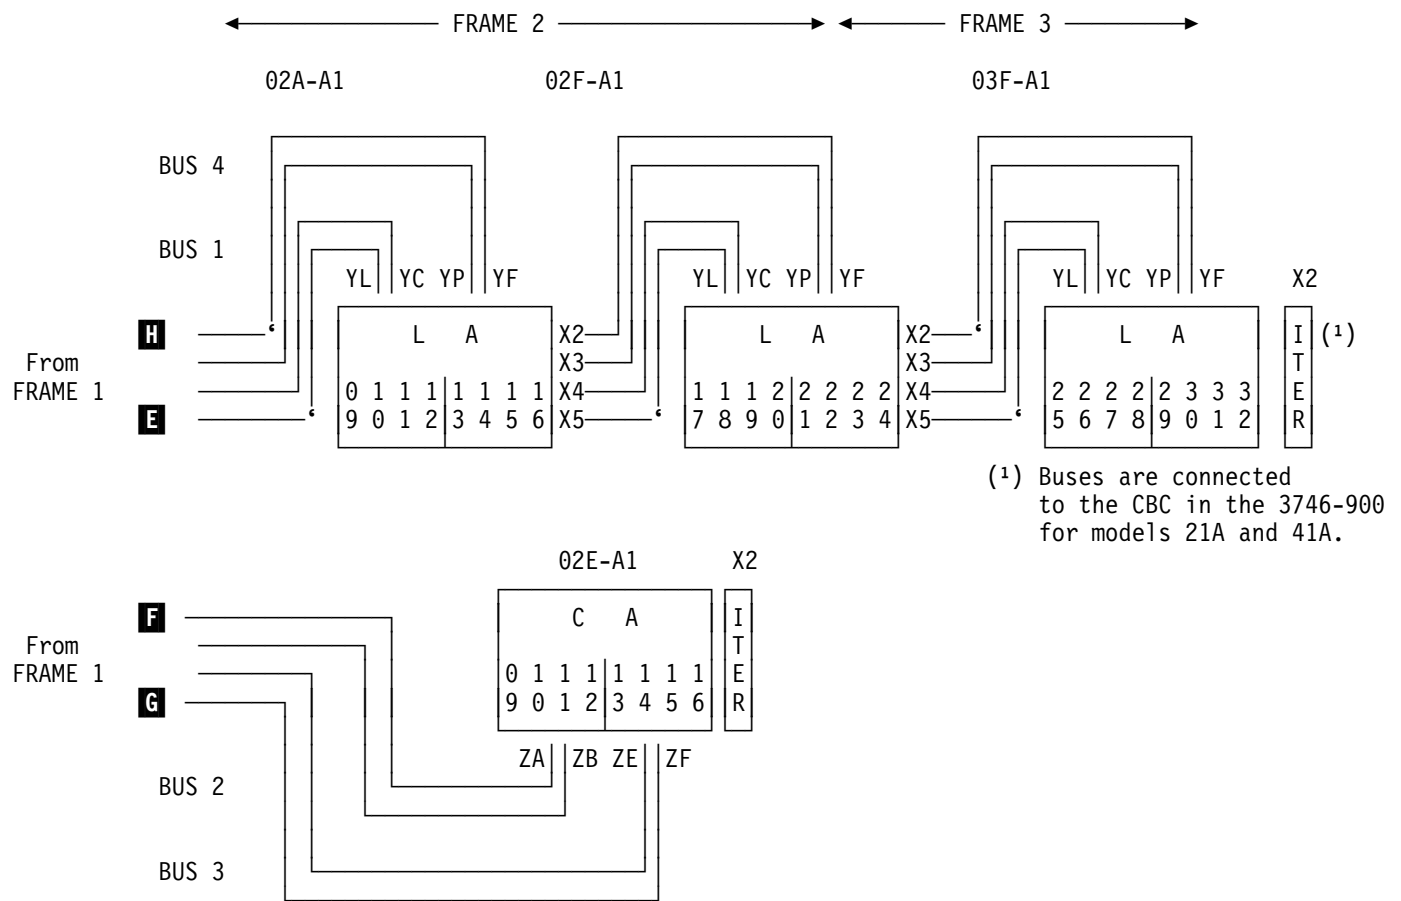 FRAME 2 FRAME 3
02A-A1 02F-A1 03F-A1
BUS 4
BUS 1
YL YC YP YF YL YC YP YF YL YC YP YF X2
H L A X2 L A X2 L A I (¹)
From X3 X3 T
FRAME 1 0 1 1 1 1 1 1 1 X4 1 1 1 2 2 2 2 2 X4 2 2 2 2 2 3 3 3 E
E 9 0 1 2 3 4 5 6 X5 7 8 9 0 1 2 3 4 X5 5 6 7 8 9 0 1 2 R
(¹) Buses are connected
to the CBC in the 3746-900
for models 21A and 41A.
02E-A1 X2
F C A I
From T
FRAME 1 0 1 1 1 1 1 1 1 E
G 9 0 1 2 3 4 5 6 R
ZA ZB ZE ZF
BUS 2
BUS 3